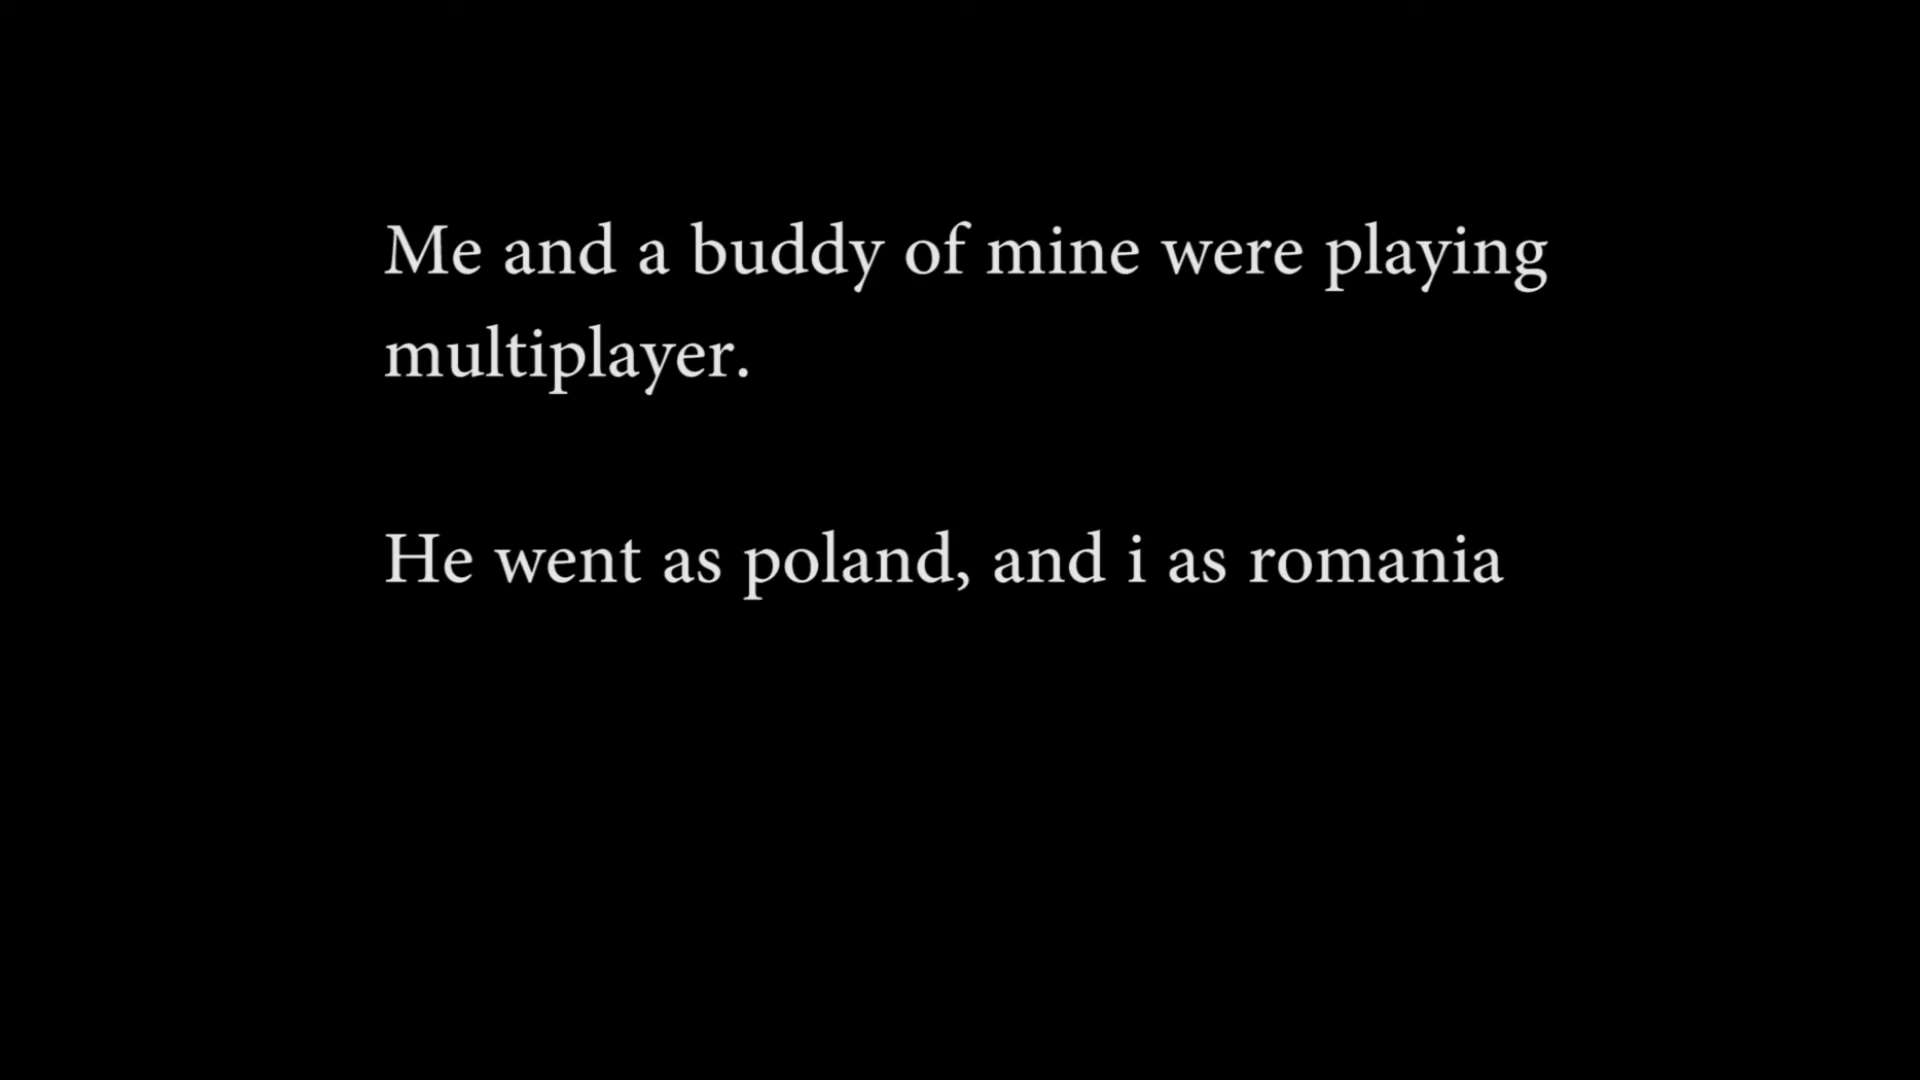 Me and a buddy of mine were playing
multiplayer.
He went as poland, and i as romania